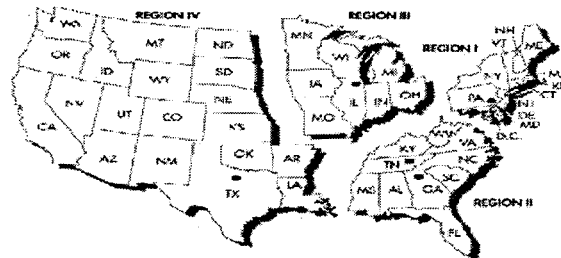 REGION IV
REGION III
REGION I
REGION II
OR
CA
NV
ID
MT
WY
UT
CO
AZ
NM
ND
SD
NE
KS
OK
TX
MN
IA
MO
AR
LA
WI
MI
IL
IN
OH
KY
TN
MS
AL
GA
FL
SC
NC
VA
WV
PA
NY
VT
NH
ME
CT
NJ
DE
MD
D.C.